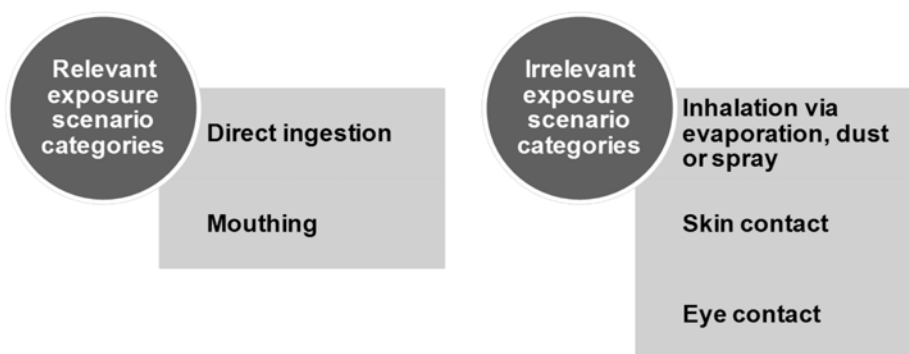 Relevant
exposure
scenario
categories
Direct ingestion
Mouthing
Irrelevant
exposure
scenario
categories
Inhalation via
evaporation, dust
or spray
Skin contact
Eye contact